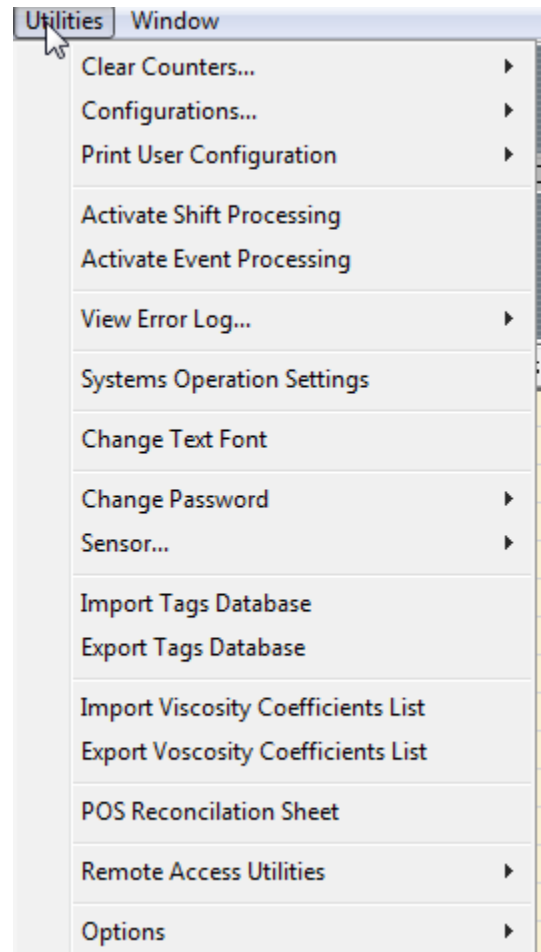 Utilities Window
Clear Counters...
Configurations...
Print User Configuration
Activate Shift Processing
Activate Event Processing
View Error Log...
Systems Operation Settings
Change Text Font
Change Password
Sensor...
Import Tags Database
Export Tags Database
Import Viscosity Coefficients List
Export Voscosity Coefficients List
POS Reconcilation Sheet
Remote Access Utilities
Options